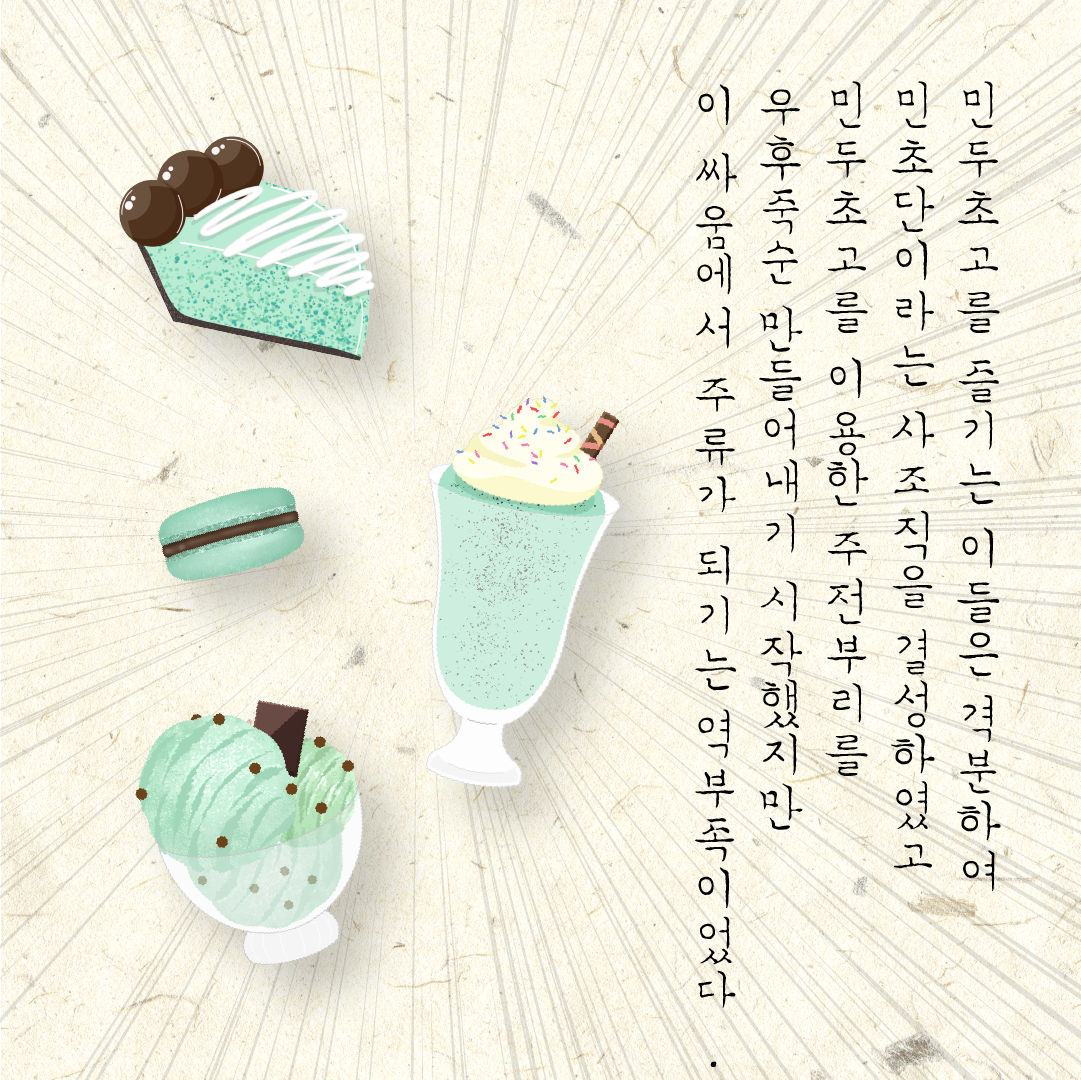 민두초고를 즐기는 이들은 격분하여
민초단이라는 사조직을 결성하였고
민두초고를 이용한 주전부리를
우후죽순 만들어내기 시작했지만
이 싸움에서 주류가 되기는 역부족이었다.